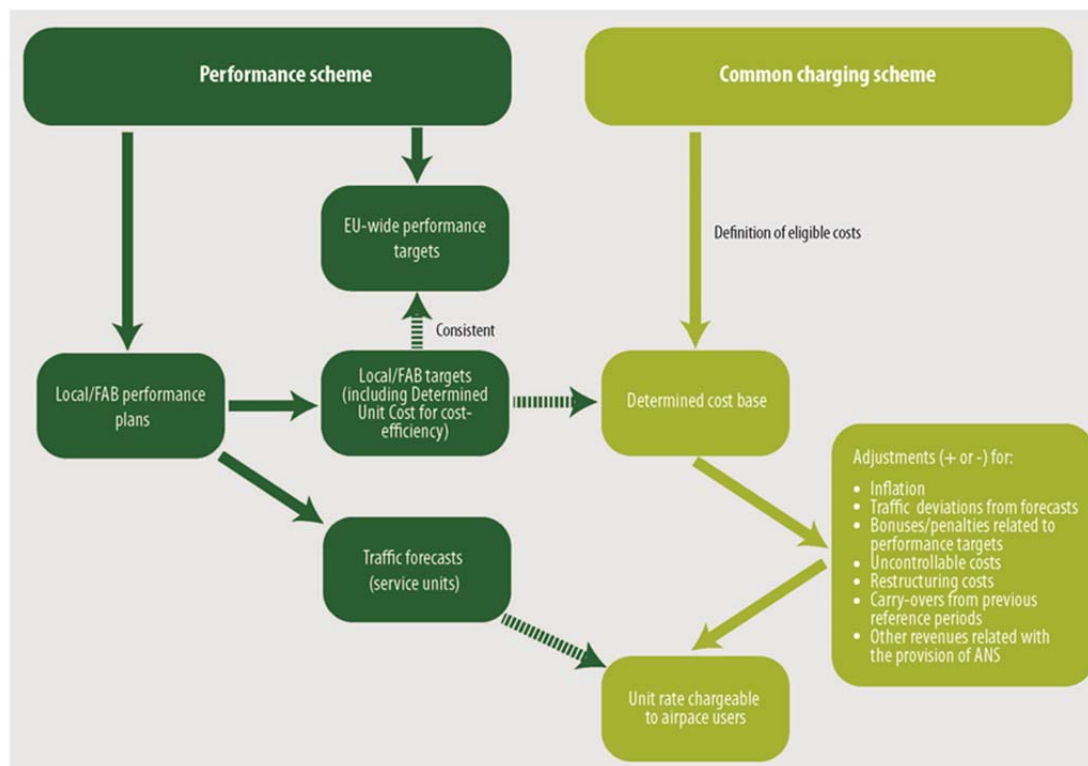 Performance scheme
Common charging scheme
EU-wide performance
targets
Definition of eligible costs
Consistent
Local/FAB performance
plans
Local/FAB targets
(including Determined
Unit Cost for cost-
efficiency)
Determined cost base
Adjustments (+ or -) for:
• Inflation
• Traffic deviations from forecasts
• Bonuses/penalties related to
performance targets
• Uncontrollable costs
• Restructuring costs
• Carry-overs from previous
reference periods
• Other revenues related with
the provision of ANS
Traffic forecasts
(service units)
Unit rate chargeable
to airpace users